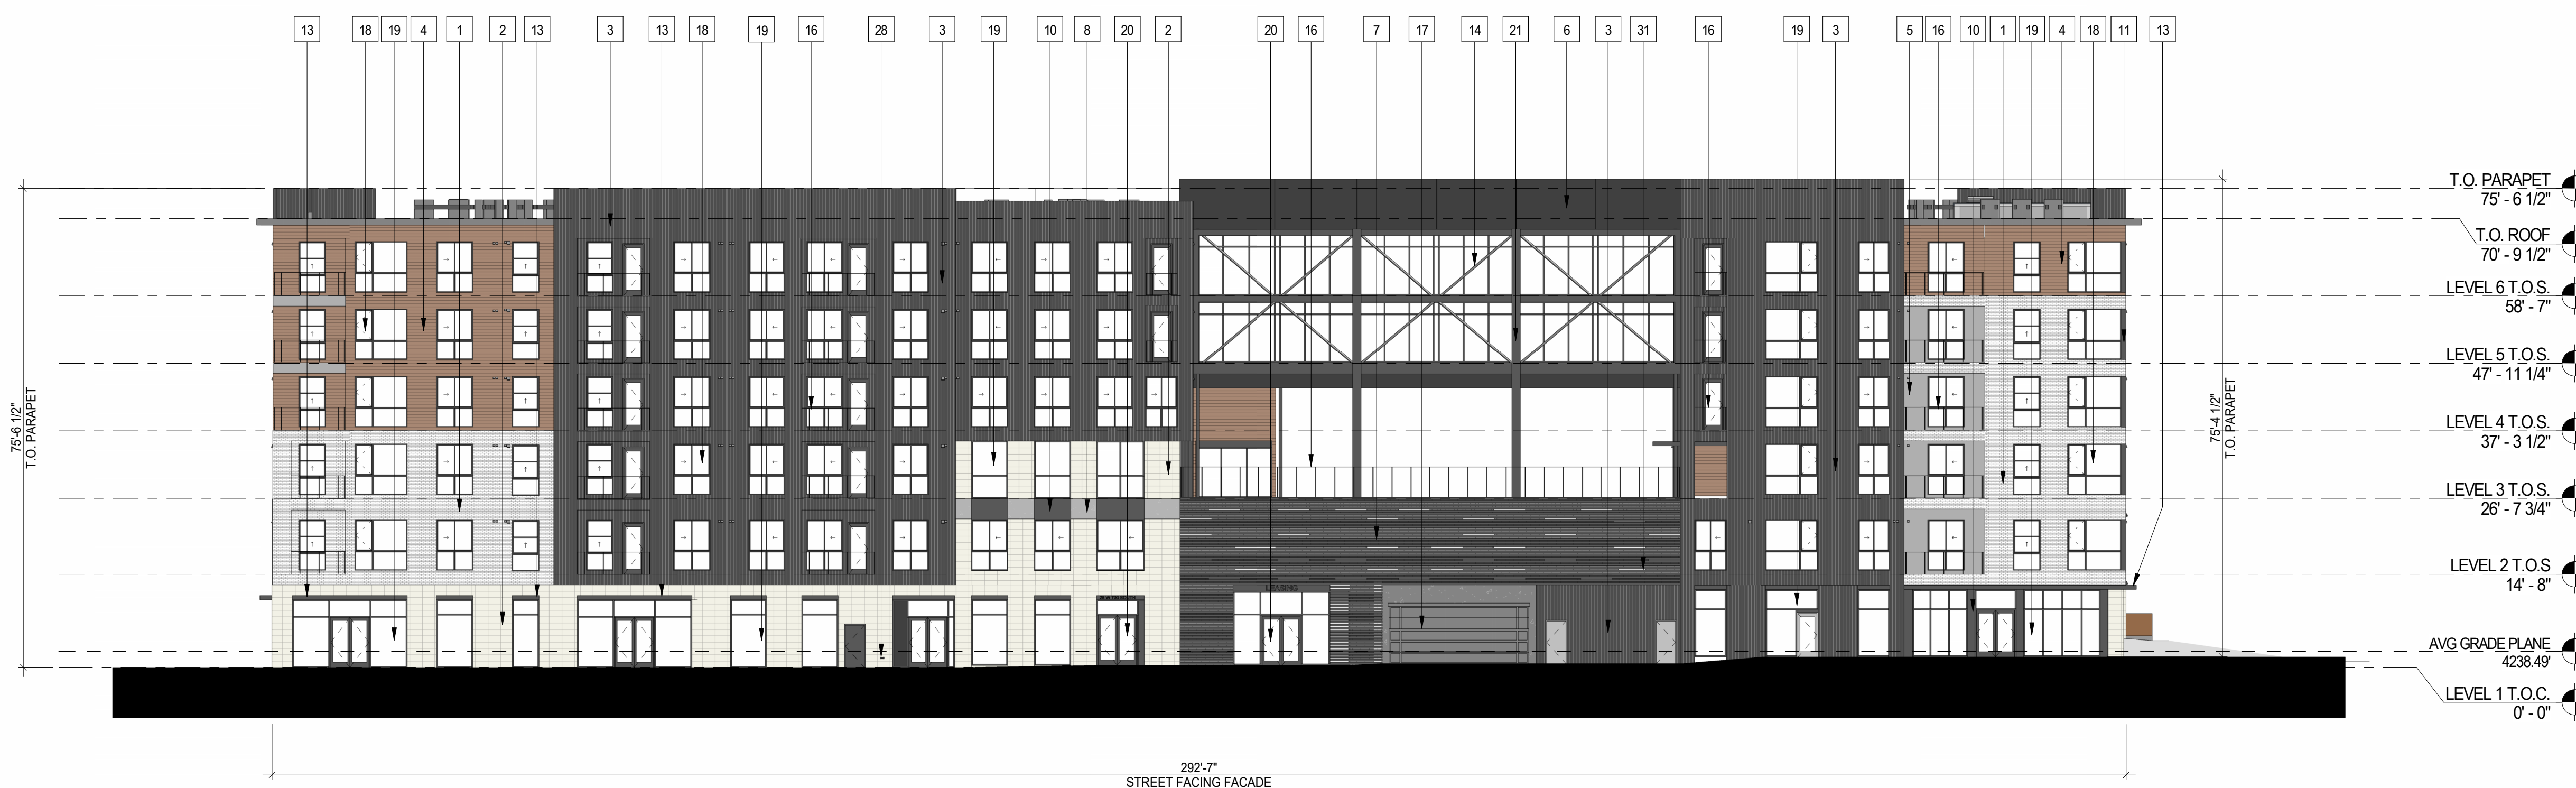 13 18 19 4 1 2 13 3 13 18 19 16 28 3 19 10 8 20 2 20 16 7 17 14 21 6 3 31 16 19 3 5 16 10 1 19 4 18 11 13
T.O. PARAPET
75' - 6 1/2"
T.O. ROOF
70' - 9 1/2"
LEVEL 6 T.O.S.
58' - 7"
LEVEL 5 T.O.S.
47' - 11 1/4"
LEVEL 4 T.O.S.
37' - 3 1/2"
LEVEL 3 T.O.S.
26' - 7 3/4"
LEVEL 2 T.O.S
14' - 8"
AVG GRADE PLANE
4238.49'
LEVEL 1 T.O.C.
0' - 0"
75'-6 1/2"
T.O. PARAPET
75'-4 1/2"
T.O. PARAPET
LEASING
292'-7"
STREET FACING FACADE